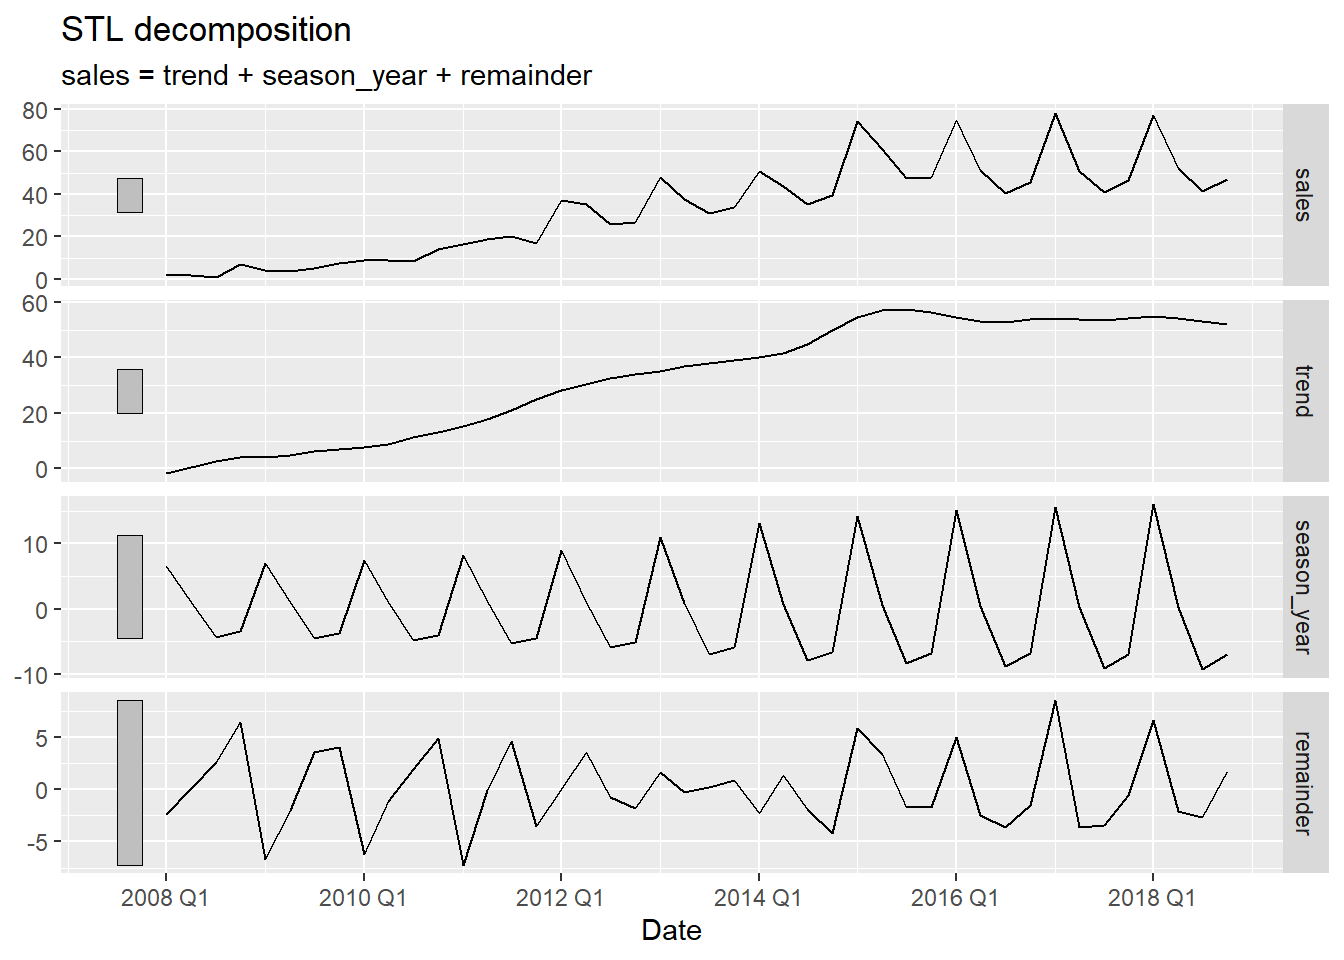 STL decomposition
sales = trend + season_year + remainder
80
60
40
20
0
sales
60
40
20
0
trend
10
0
-10
season_year
5
0
-5
remainder
2008 Q1 2010 Q1 2012 Q1 2014 Q1 2016 Q1 2018 Q1
Date